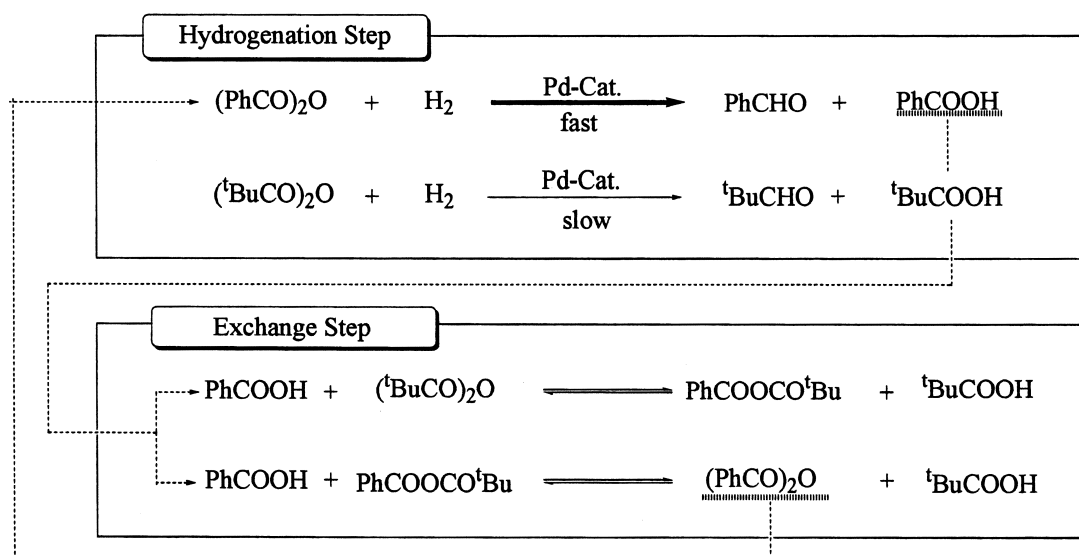 Hydrogenation Step
(PhCO)₂O + H₂ Pd-Cat. fast PhCHO + PhCOOH
(ᵗBuCO)₂O + H₂ Pd-Cat. slow ᵗBuCHO + ᵗBuCOOH
Exchange Step
PhCOOH + (ᵗBuCO)₂O ⇌ PhCOOCOᵗBu + ᵗBuCOOH
PhCOOH + PhCOOCOᵗBu ⇌ (PhCO)₂O + ᵗBuCOOH